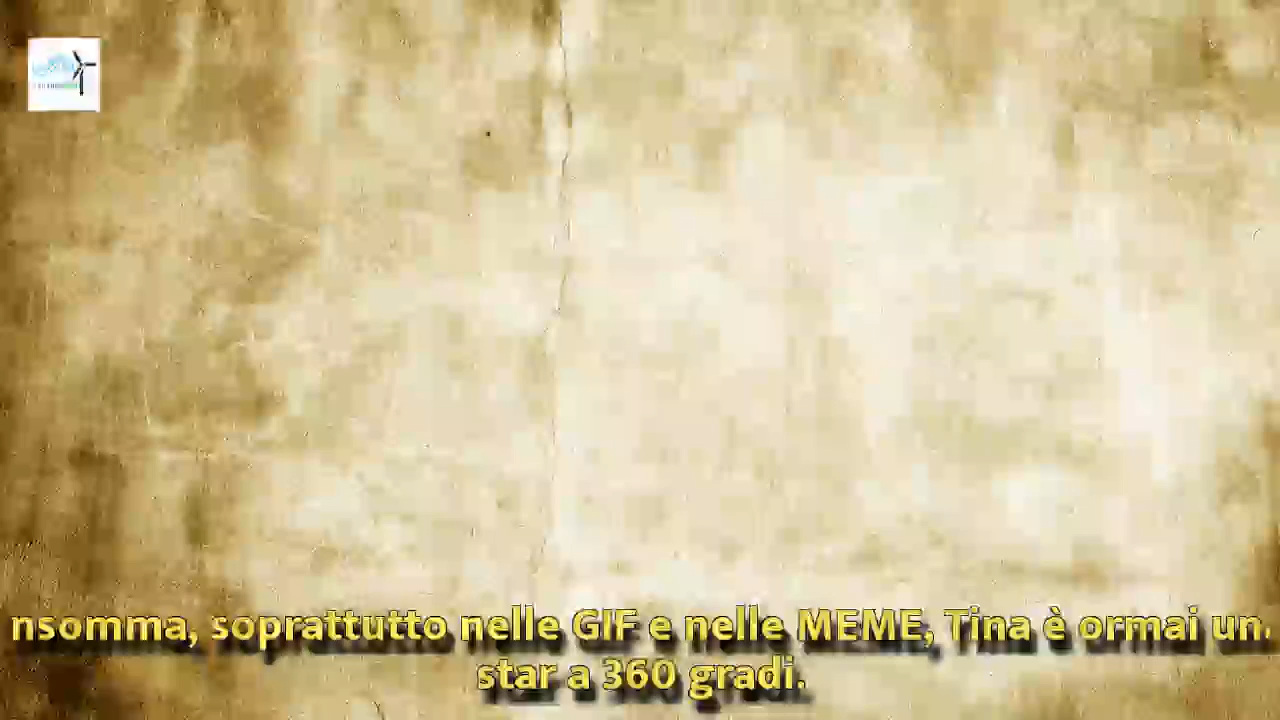 nsomma, soprattutto nelle GIF e nelle MEME, Tina è ormai un
star a 360 gradi.